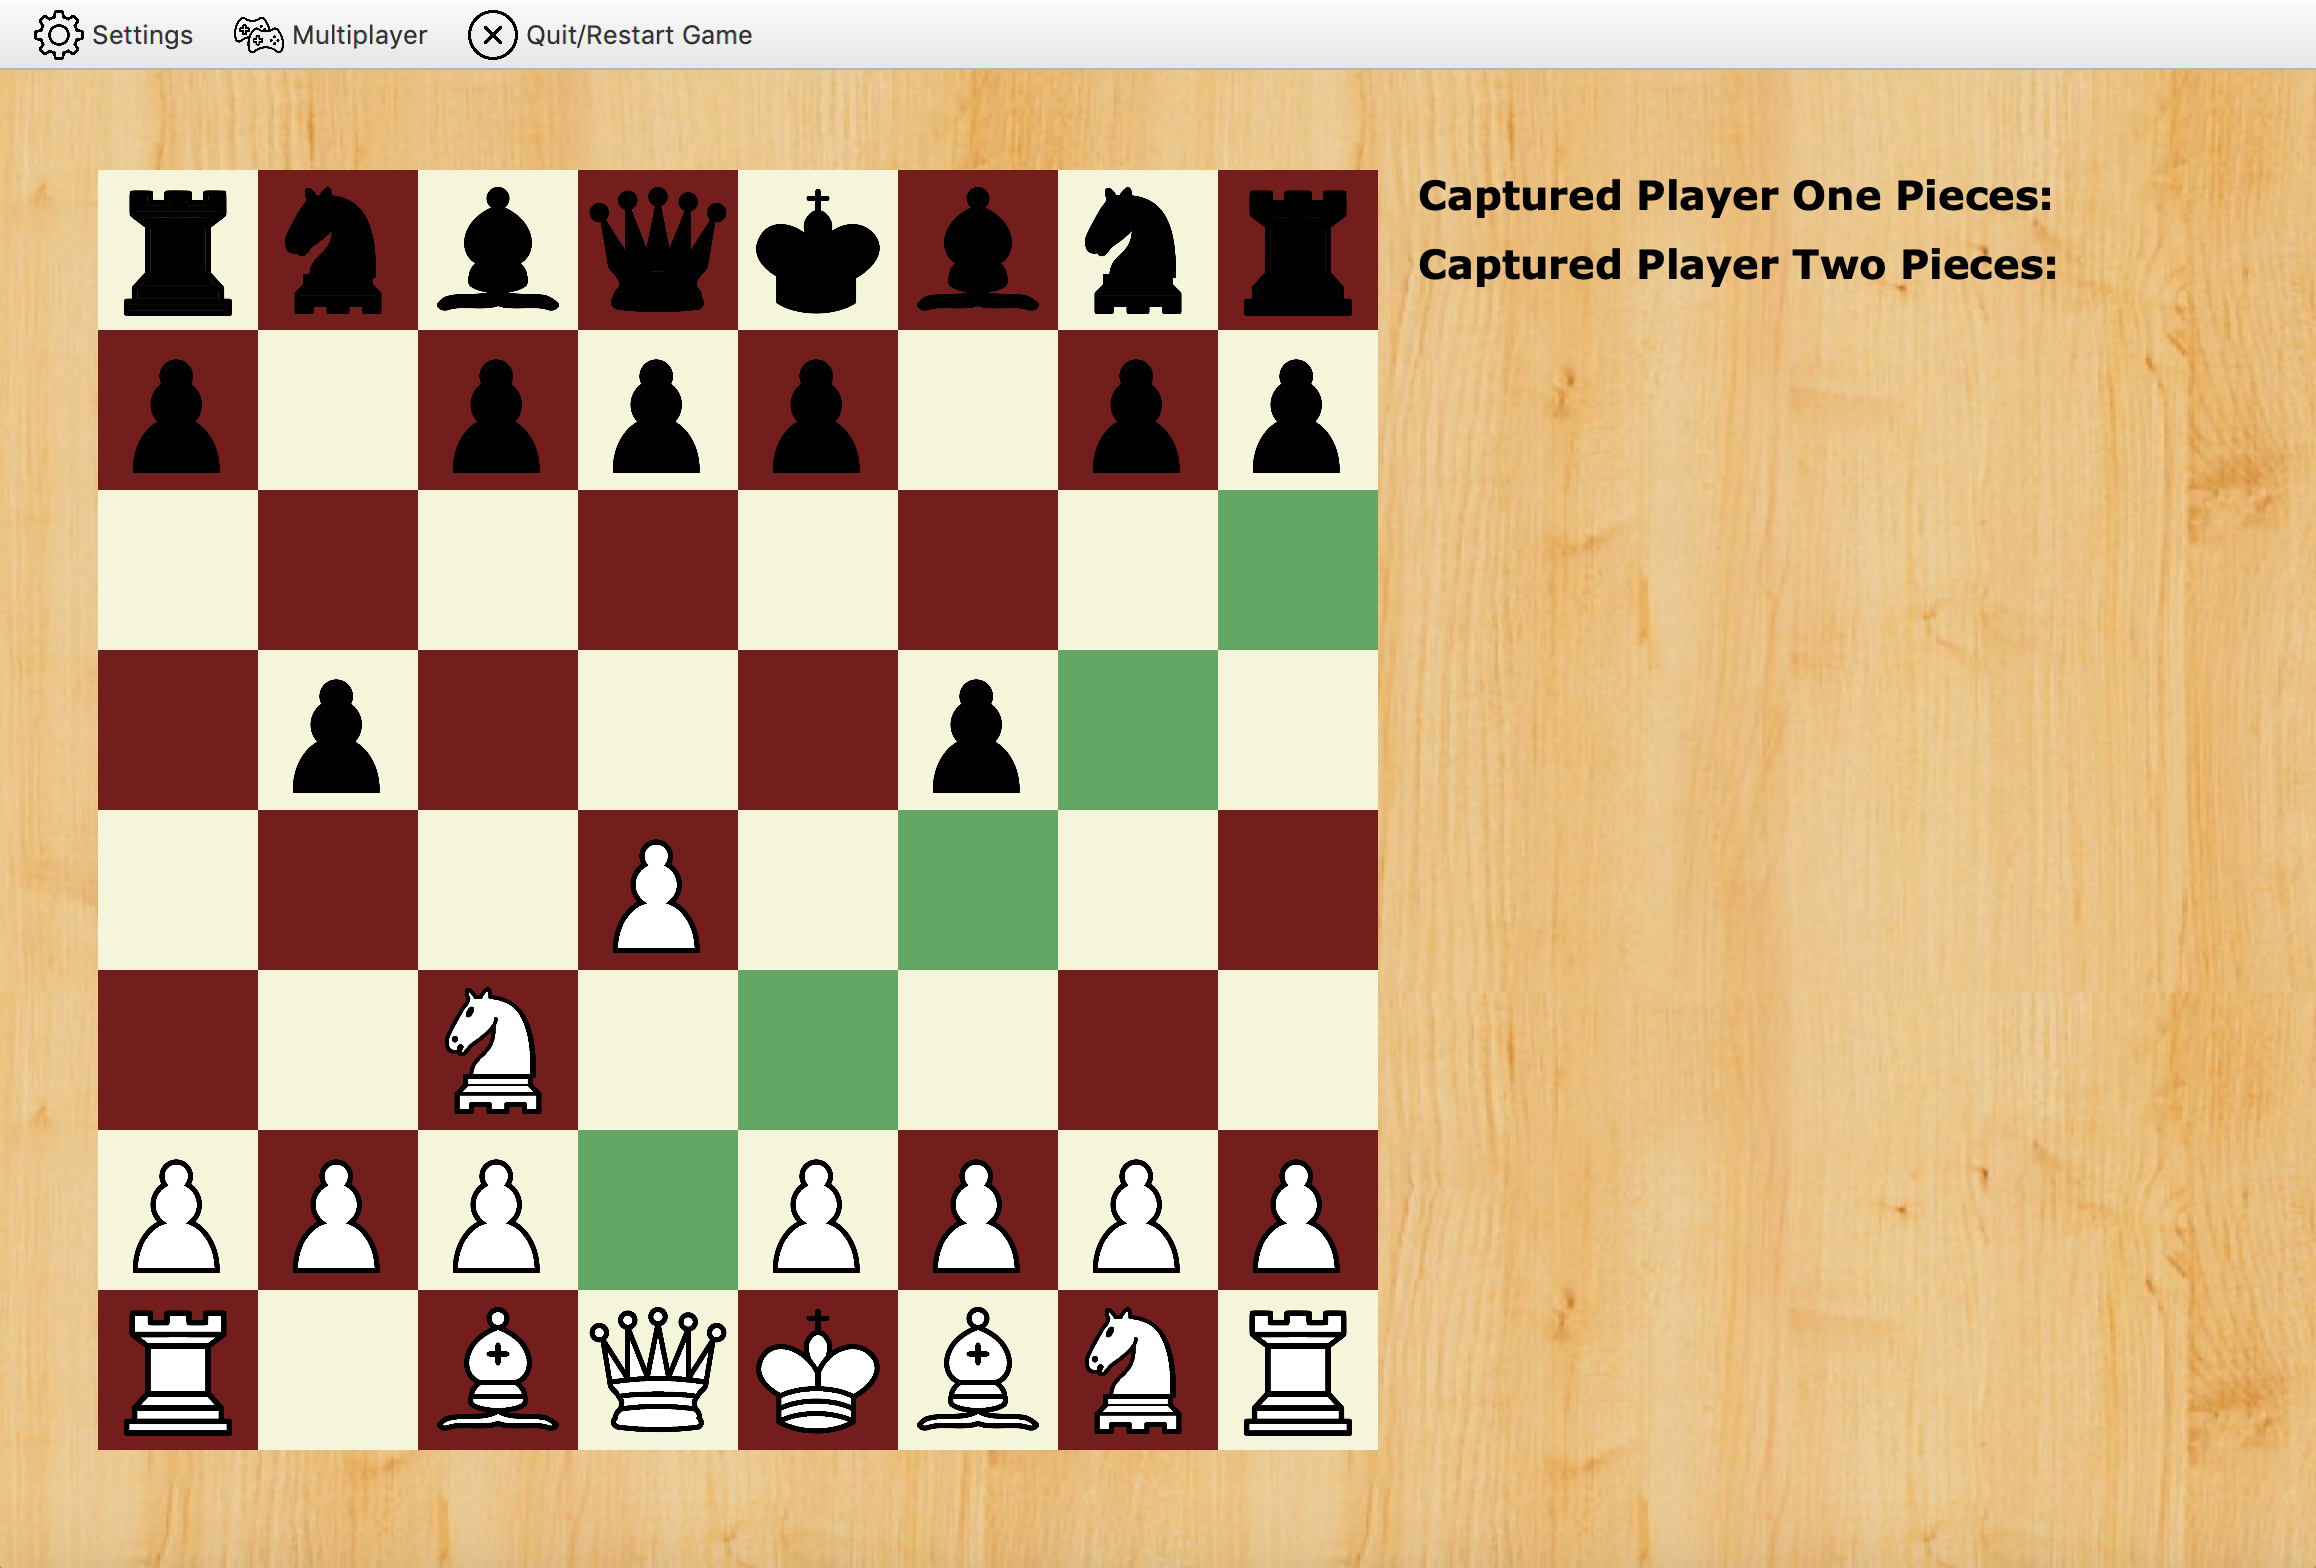 Settings Multiplayer Quit/Restart Game
Captured Player One Pieces:
Captured Player Two Pieces: